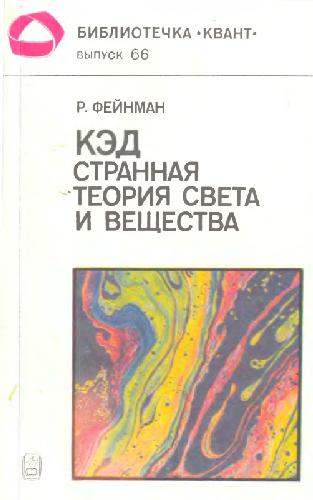 БИБЛИОТЕЧКА •КВАНТ•
ВЫПУСК 66
Р. ФЕЙНМАН
КЭД
СТРАННАЯ
ТЕОРИЯ СВЕТА
И ВЕЩЕСТВА